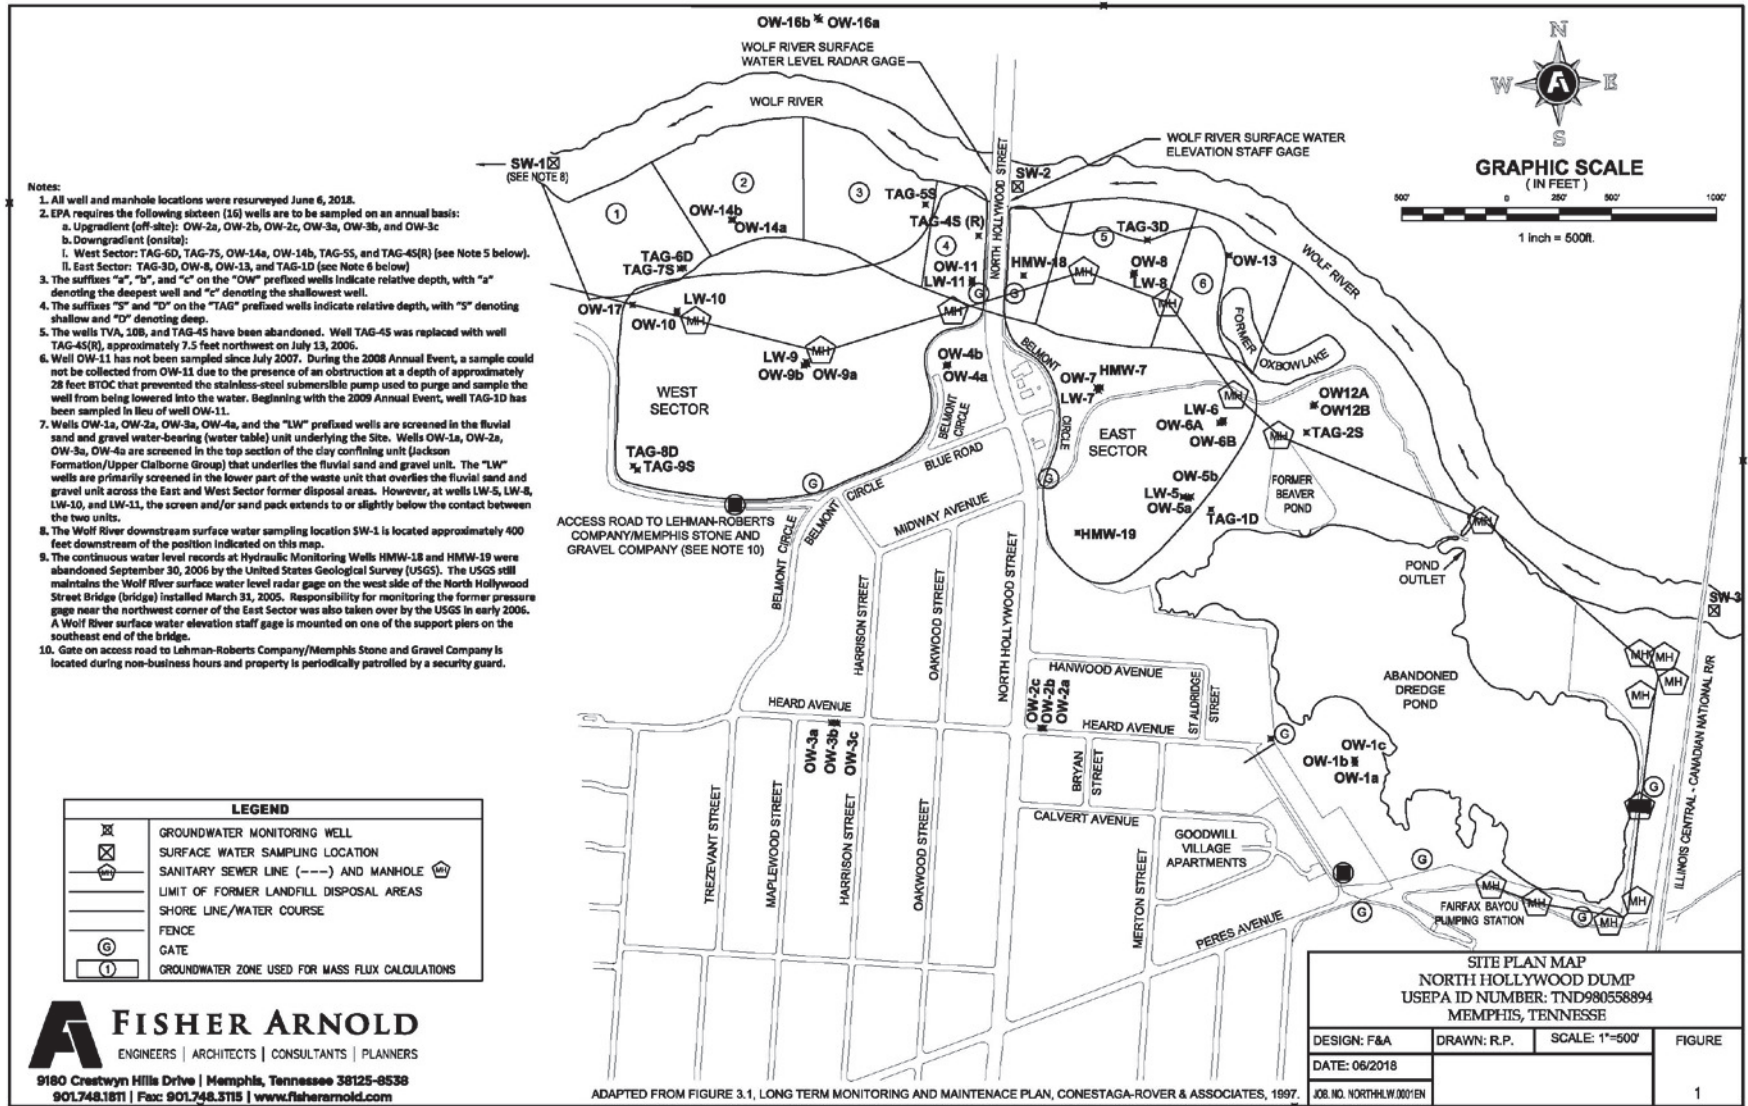 OW-16b OW-16a
WOLF RIVER SURFACE
WATER LEVEL RADAR GAGE
WOLF RIVER
WOLF RIVER SURFACE WATER
ELEVATION STAFF GAGE
N
W E
S
GRAPHIC SCALE
( IN FEET )
500' 0 500' 1000'
1 inch = 500ft.
SW-1
(SEE NOTE 8)
SW-2
Notes:
1. All well and manhole locations were resurveyed June 6, 2018.
2. EPA requires the following sixteen (16) wells are to be sampled on an annual basis:
a. Upgradient (off-site): OW-2a, OW-2b, OW-2c, OW-3a, OW-3b, and OW-3c
b. Downgradient (onsite):
i. West Sector: TAG-6D, TAG-7S, OW-14a, OW-14b, TAG-5S, and TAG-4S(R) (see Note 5 below).
ii. East Sector: TAG-3D, OW-8, OW-13, and TAG-1D (see Note 6 below)
3. The suffixes "a", "b", and "c" on the "OW" prefixed wells indicate relative depth, with "a"
denoting the deepest well and "c" denoting the shallowest well.
4. The suffixes "S" and "D" on the "TAG" prefixed wells indicate relative depth, with "S" denoting
shallow and "D" denoting deep.
5. The wells TVA, 10B, and TAG-4S have been abandoned. Well TAG-4S was replaced with well
TAG-4S(R), approximately 7.5 feet northwest on July 13, 2006.
6. Well OW-11 has not been sampled since July 2007. During the 2008 Annual Event, a sample could
not be collected from OW-11 due to the presence of an obstruction at a depth of approximately
28 feet BTOC that prevented the stainless-steel submersible pump used to purge and sample the
well from being lowered into the water. Beginning with the 2009 Annual Event, well TAG-1D has
been sampled in lieu of well OW-11.
7. Wells OW-1a, OW-2a, OW-3a, OW-4a, and the "LW" prefixed wells are screened in the fluvial
sand and gravel water-bearing (water table) unit underlying the Site. Wells OW-1a, OW-2a,
OW-3a, OW-4a are screened in the top section of the clay confining unit (Jackson
Formation/Upper Claiborne Group) that underlies the fluvial sand and gravel unit. The "LW"
wells are primarily screened in the lower part of the waste unit that overlies the fluvial sand and
gravel unit across the East and West Sector former disposal areas. However, at wells LW-5, LW-8,
LW-10, and LW-11, the screen and/or sand pack extends to or slightly below the contact between
the two units.
8. The Wolf River downstream surface water sampling location SW-1 is located approximately 400
feet downstream of the position indicated on this map.
9. The continuous water level records at Hydraulic Monitoring Wells HMW-18 and HMW-19 were
abandoned September 30, 2006 by the United States Geological Survey (USGS). The USGS still
maintains the Wolf River surface water level radar gage on the west side of the North Hollywood
Street Bridge (bridge) installed March 31, 2005. Responsibility for monitoring the former pressure
gage near the northwest corner of the East Sector was also taken over by the USGS in early 2006.
A Wolf River surface water elevation staff gage is mounted on one of the support piers on the
southeast end of the bridge.
10. Gate on access road to Lehman-Roberts Company/Memphis Stone and Gravel Company is
located during non-business hours and property is periodically patrolled by a security guard.
1
2
3
4
5
6
OW-14b
OW-14a
TAG-5S
TAG-4S (R)
TAG-6D
TAG-7S
NORTH HOLLYWOOD STREET
TAG-3D
OW-11
LW-11
G
G
HMW-18
MH
OW-8
LW-8
MH
OW-13
WOLF RIVER
OW-17
LW-10
OW-10
MH
MH
LW-9
OW-9b OW-9a
MH
OW-4b
OW-4a
BELMONT
CIRCLE
OW-7 HMW-7
LW-7
FORMER
OXBOW LAKE
WEST
SECTOR
BELMONT
CIRCLE
BLUE ROAD
EAST
SECTOR
LW-6
OW-6A
OW-6B
MH
MH
OW12A
OW12B
TAG-2S
TAG-8D
TAG-9S
G
G
OW-5b
LW-5
OW-5a
TAG-1D
FORMER
BEAVER
POND
HMW-19
ACCESS ROAD TO LEHMAN-ROBERTS
COMPANY/MEMPHIS STONE AND
GRAVEL COMPANY (SEE NOTE 10)
BELMONT CIRCLE
BELMONT CIRCLE
MIDWAY AVENUE
MH
POND
OUTLET
SW-3
HARRISON STREET
OAKWOOD STREET
NORTH HOLLYWOOD STREET
HANWOOD AVENUE
ST ALDRIDGE
STREET
HEARD AVENUE
HEARD AVENUE
OW-3a
OW-3b
OW-3c
OW-2c
OW-2b
OW-2a
ABANDONED
DREDGE
POND
MH
MH
MH
MH
ILLINOIS CENTRAL - CANADIAN NATIONAL R/R
G
OW-1c
OW-1b
OW-1a
G
BRYAN
STREET
CALVERT AVENUE
GOODWILL
VILLAGE
APARTMENTS
TREZEVANT STREET
MAPLEWOOD STREET
HARRISON STREET
OAKWOOD STREET
MERTON STREET
PERES AVENUE
G
G
G
MH
MH
MH
MH
FAIRFAX BAYOU
PUMPING STATION
LEGEND
GROUNDWATER MONITORING WELL
SURFACE WATER SAMPLING LOCATION
MH SANITARY SEWER LINE (---) AND MANHOLE MH
LIMIT OF FORMER LANDFILL DISPOSAL AREAS
SHORE LINE/WATER COURSE
FENCE
G GATE
1 GROUNDWATER ZONE USED FOR MASS FLUX CALCULATIONS
FISHER ARNOLD
ENGINEERS | ARCHITECTS | CONSULTANTS | PLANNERS
9180 Crestwyn Hills Drive | Memphis, Tennessee 38125-8538
901.748.1811 | Fax: 901.748.3115 | www.fisherarnold.com
ADAPTED FROM FIGURE 3.1, LONG TERM MONITORING AND MAINTENACE PLAN, CONESTAGA-ROVER & ASSOCIATES, 1997.
SITE PLAN MAP
NORTH HOLLYWOOD DUMP
USEPA ID NUMBER: TND980558894
MEMPHIS, TENNESSE
DESIGN: F&A DRAWN: R.P. SCALE: 1"=500' FIGURE
DATE: 06/2018
JOB. NO. NORTHHLW.0001EN 1